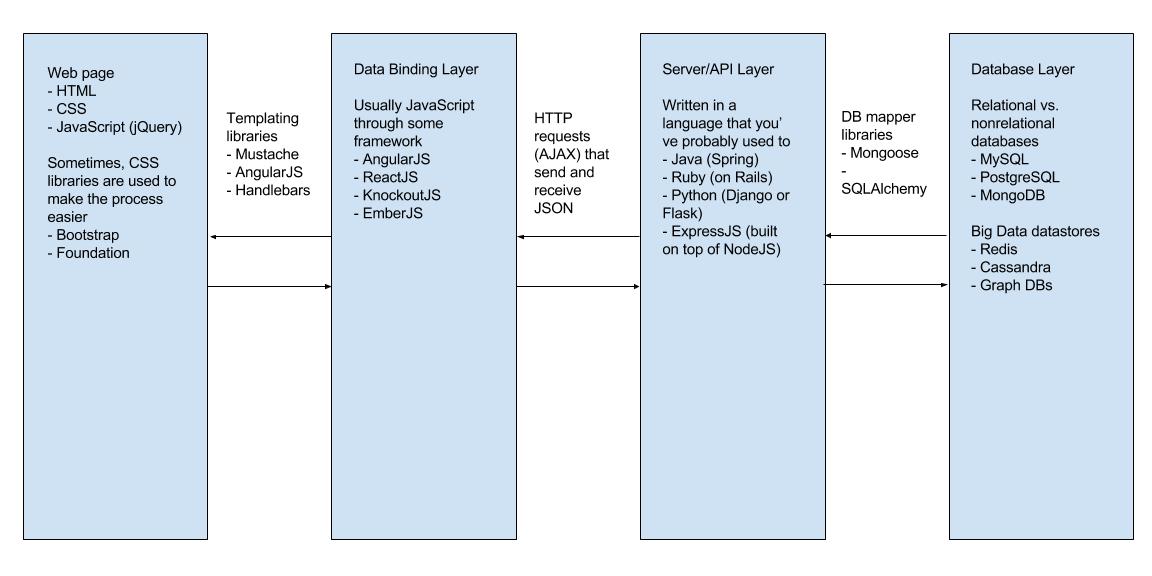 Web page
- HTML
- CSS
- JavaScript (jQuery)
Sometimes, CSS
libraries are used to
make the process
easier
- Bootstrap
- Foundation
Templating
libraries
- Mustache
- AngularJS
- Handlebars
Data Binding Layer
Usually JavaScript
through some
framework
- AngularJS
- ReactJS
- KnockoutJS
- EmberJS
HTTP
requests
(AJAX) that
send and
receive
JSON
Server/API Layer
Written in a
language that you'
ve probably used to
- Java (Spring)
- Ruby (on Rails)
- Python (Django or
Flask)
- ExpressJS (built
on top of NodeJS)
DB mapper
libraries
- Mongoose
-
SQLAlchemy
Database Layer
Relational vs.
nonrelational
databases
- MySQL
- PostgreSQL
- MongoDB
Big Data datastores
- Redis
- Cassandra
- Graph DBs